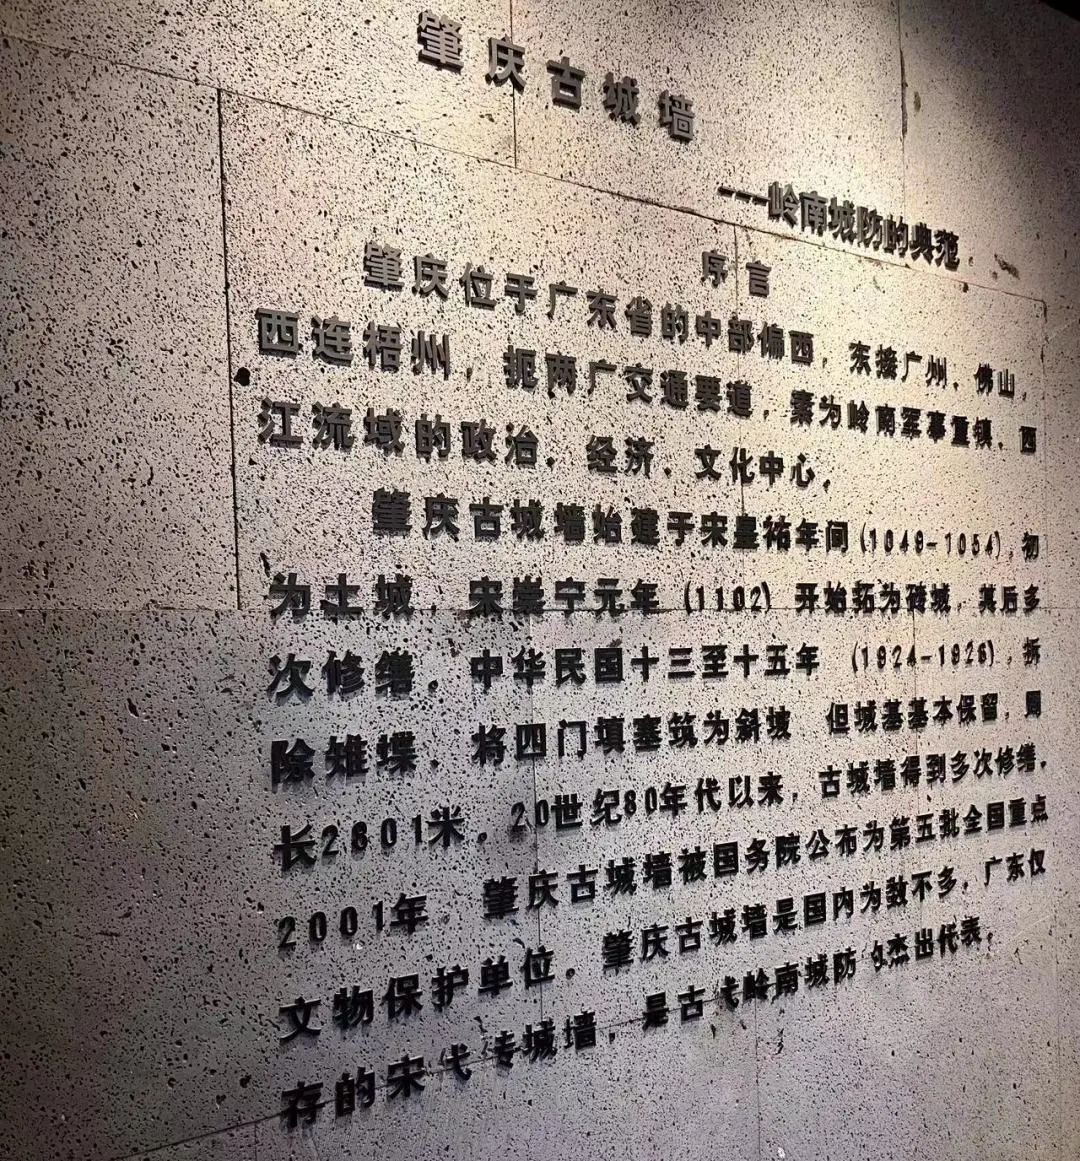 肇庆古城墙
——岭南城防的典范
序言
肇庆位于广东省的中部偏西，东接广州、佛山，
西连梧州，扼两广交通要道，素为岭南军事重镇、西
江流域的政治、经济、文化中心。
肇庆古城墙始建于宋皇祐年间(1049-1054)，初
为土城，宋崇宁元年(1102)开始拓为砖城，其后多
次修缮，中华民国十三至十五年(1924-1926)，拆
除雉堞，将四门填塞筑为斜坡 但城基基本保留，周
长2801米，20世纪80年代以来，古城墙得到多次修缮。
2001年，肇庆古城墙被国务院公布为第五批全国重点
文物保护单位。肇庆古城墙是国内为数不多，广东仅
存的宋代 城墙，是古代岭南城防 杰出代表。